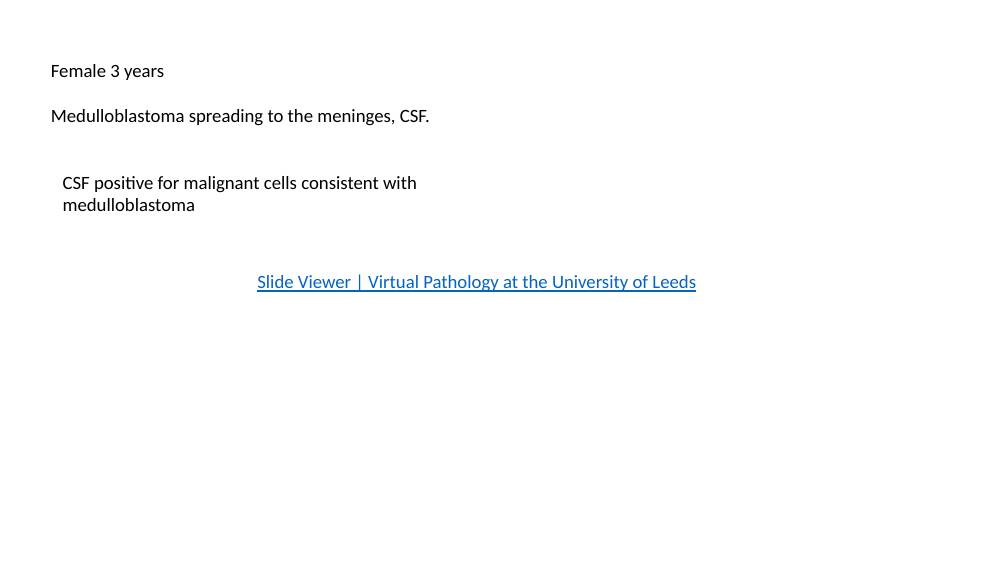 Female 3 years
Medulloblastoma spreading to the meninges, CSF.
CSF positive for malignant cells consistent with
medulloblastoma
Slide Viewer | Virtual Pathology at the University of Leeds